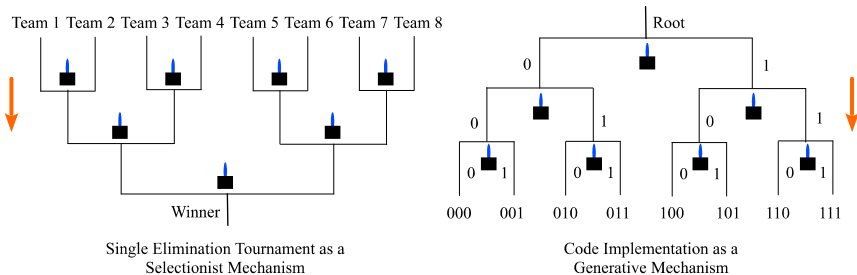 Team 1 Team 2 Team 3 Team 4 Team 5 Team 6 Team 7 Team 8
Winner
Single Elimination Tournament as a
Selectionist Mechanism
Root
0 1
0 1 0 1
0 1 0 1 0 1 0 1
000 001 010 011 100 101 110 111
Code Implementation as a
Generative Mechanism